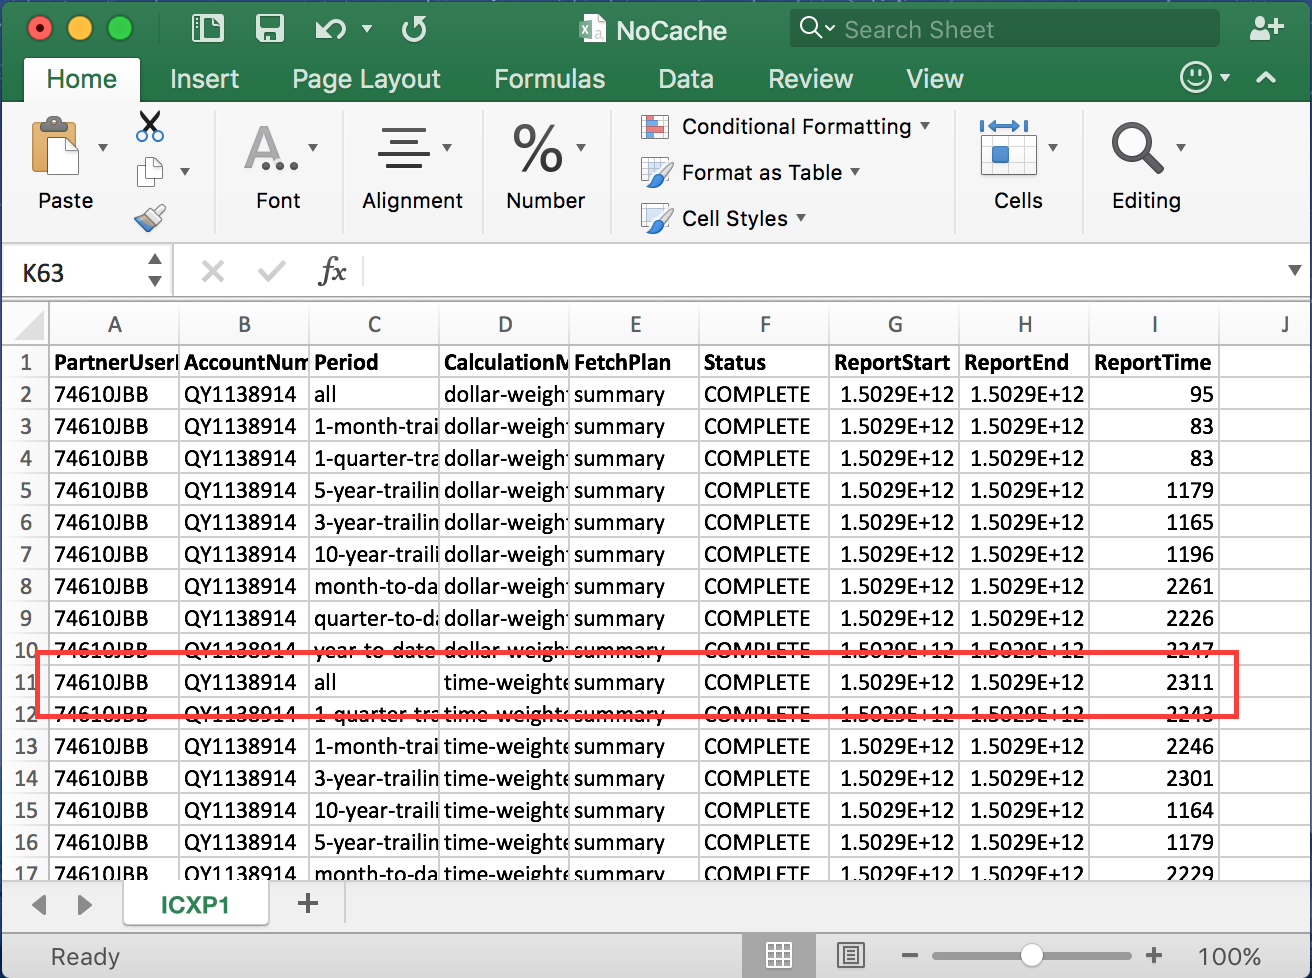 NoCache
Search Sheet
Home Insert Page Layout Formulas Data Review View
Paste Font Alignment % Number Conditional Formatting Format as Table Cell Styles Cells Editing
K63 fx
A B C D E F G H I J
1 PartnerUserI AccountNum Period CalculationM FetchPlan Status ReportStart ReportEnd ReportTime
2 74610JBB QY1138914 all dollar-weight summary COMPLETE 1.5029E+12 1.5029E+12 95
3 74610JBB QY1138914 1-month-trai dollar-weight summary COMPLETE 1.5029E+12 1.5029E+12 83
4 74610JBB QY1138914 1-quarter-tra dollar-weight summary COMPLETE 1.5029E+12 1.5029E+12 83
5 74610JBB QY1138914 5-year-trailin dollar-weight summary COMPLETE 1.5029E+12 1.5029E+12 1179
6 74610JBB QY1138914 3-year-trailin dollar-weight summary COMPLETE 1.5029E+12 1.5029E+12 1165
7 74610JBB QY1138914 10-year-traili dollar-weight summary COMPLETE 1.5029E+12 1.5029E+12 1196
8 74610JBB QY1138914 month-to-da dollar-weight summary COMPLETE 1.5029E+12 1.5029E+12 2261
9 74610JBB QY1138914 quarter-to-da dollar-weight summary COMPLETE 1.5029E+12 1.5029E+12 2226
10 74610JBB QY1138914 year-to-date dollar-weight summary COMPLETE 1.5029E+12 1.5029E+12 2247
11 74610JBB QY1138914 all time-weighte summary COMPLETE 1.5029E+12 1.5029E+12 2311
12 74610JBB QY1138914 1-quarter-tra time-weighte summary COMPLETE 1.5029E+12 1.5029E+12 2243
13 74610JBB QY1138914 1-month-trai time-weighte summary COMPLETE 1.5029E+12 1.5029E+12 2246
14 74610JBB QY1138914 3-year-trailin time-weighte summary COMPLETE 1.5029E+12 1.5029E+12 2301
15 74610JBB QY1138914 10-year-traili time-weighte summary COMPLETE 1.5029E+12 1.5029E+12 1164
16 74610JBB QY1138914 5-year-trailin time-weighte summary COMPLETE 1.5029E+12 1.5029E+12 1179
17 74610JBB QY1138914 month-to-da time-weighte summary COMPLETE 1.5029E+12 1.5029E+12 2229
ICXP1 +
Ready 100%